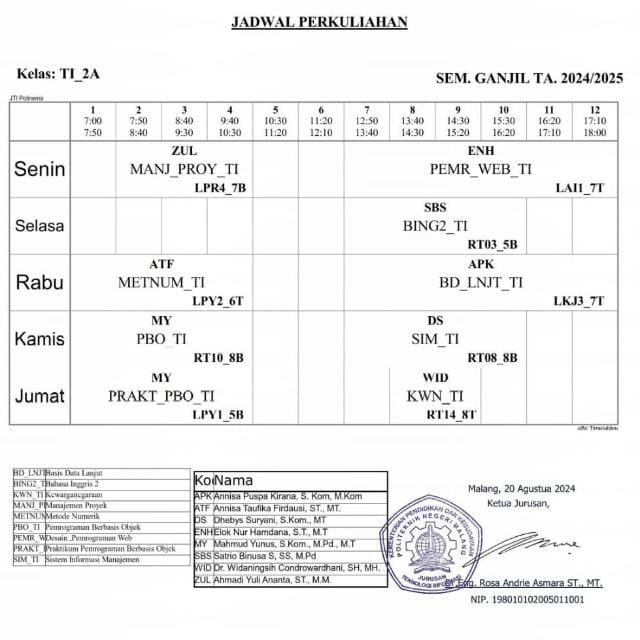 JADWAL PERKULIAHAN
Kelas: TI_2A
SEM. GANJIL TA. 2024/2025
JTI Polinema
1 2 3 4 5 6 7 8 9 10 11 12
7:00 7:50 8:40 9:40 10:30 11:20 12:50 13:40 14:30 15:30 16:20 17:10
7:50 8:40 9:30 10:30 11:20 12:10 13:40 14:30 15:20 16:20 17:10 18:00
Senin
ZUL
MANJ_PROY_TI
LPR4_7B
ENH
PEMR_WEB_TI
LAI1_7T
Selasa
SBS
BING2_TI
RT03_5B
Rabu
ATF
METNUM_TI
LPY2_6T
APK
BD_LNJT_TI
LKJ3_7T
Kamis
MY
PBO_TI
RT10_8B
DS
SIM_TI
RT08_8B
Jumat
MY
PRAKT_PBO_TI
LPY1_5B
WID
KWN_TI
RT14_8T
aSc Timetables
BD_LNJT Basis Data Lanjut
BING2_T Bahasa Inggris 2
KWN_TI Kewarganegaraan
MANJ_P Manajemen Proyek
METNUM Metode Numerik
PBO_TI Pemrograman Berbasis Objek
PEMR_W Desain _Pemrograman Web
PRAKT_ Praktikum Pemrograman Berbasis Objek
SIM_TI Sistem Informasi Manajemen
Ko Nama
APK Annisa Puspa Kirana, S. Kom, M.Kom
ATF Annisa Taufika Firdausi, ST., MT.
DS Dhebys Suryani, S.Kom., MT
ENH Elok Nur Hamdana, S.T., M.T
MY Mahmud Yunus, S.Kom., M.Pd., M.T
SBS Satrio Binusa S, SS, M.Pd
WID Dr. Widaningsih Condrowardhani, SH, MH.
ZUL Ahmadi Yuli Ananta, ST., M.M.
Malang, 20 Agustua 2024
Ketua Jurusan,
KEMENTERIAN PENDIDIKAN DAN KEBUDAYAAN
POLITEKNIK NEGERI MALANG
JURUSAN
TEKNOLOGI INFORMASI
Dr.Eng. Rosa Andrie Asmara ST., MT.
NIP. 198010102005011001